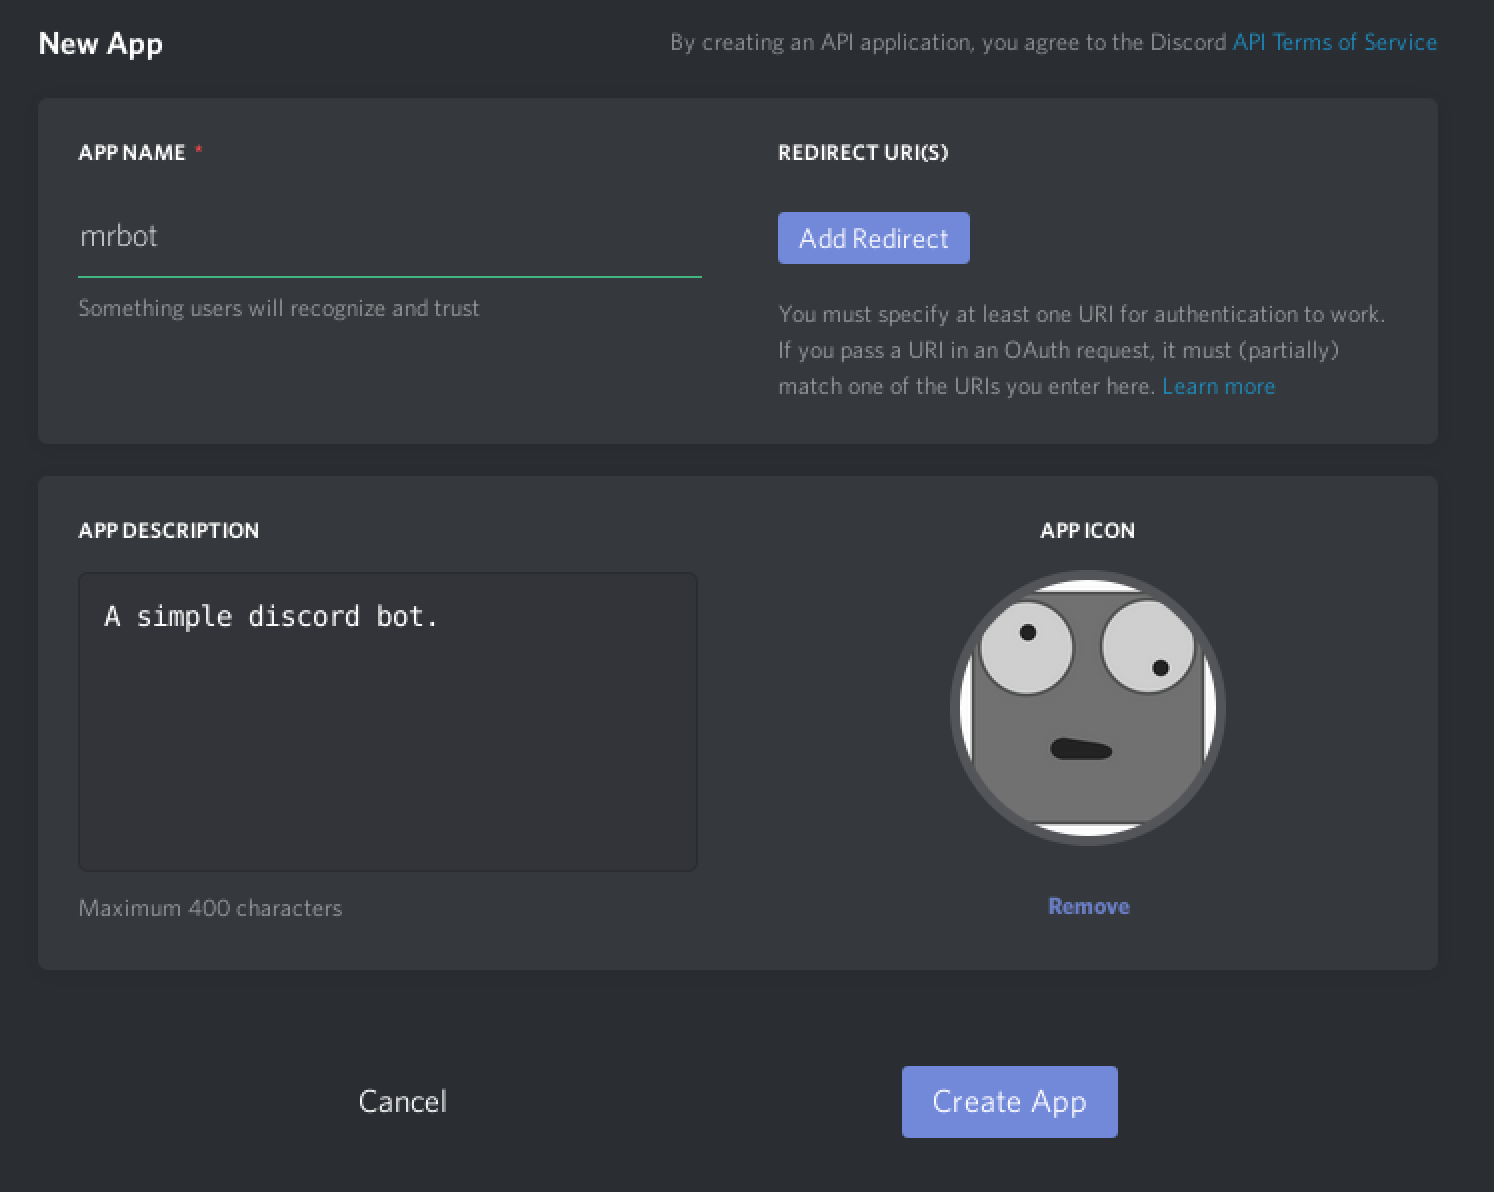 New App
By creating an API application, you agree to the Discord API Terms of Service
APP NAME *
mrbot
Something users will recognize and trust
REDIRECT URI(S)
Add Redirect
You must specify at least one URI for authentication to work.
If you pass a URI in an OAuth request, it must (partially)
match one of the URIs you enter here. Learn more
APP DESCRIPTION
A simple discord bot.
Maximum 400 characters
APP ICON
Remove
Cancel
Create App